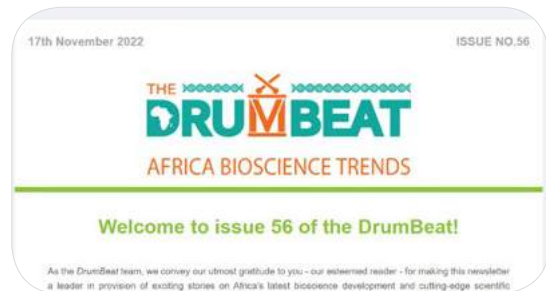 17th November 2022
ISSUE NO.56
THE
DRUMBEAT
AFRICA BIOSCIENCE TRENDS
Welcome to issue 56 of the DrumBeat!
As the DrumBeat team, we convey our utmost gratitude to you - our esteemed reader - for making this newsletter
a leader in provision of exciting stories on Africa's latest bioscience development and cutting-edge scientific